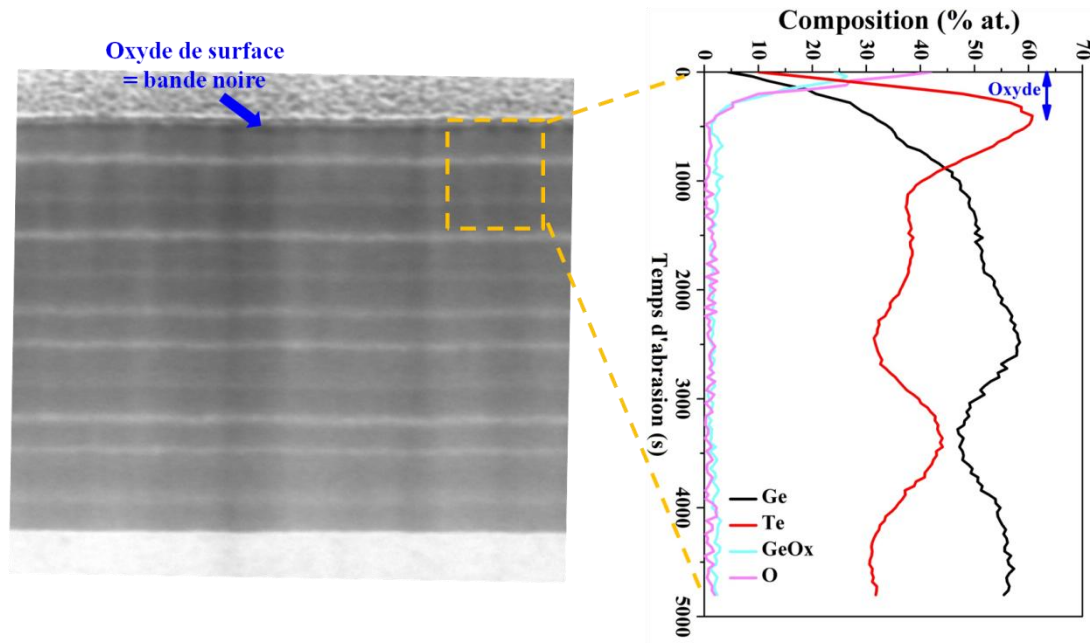 Oxyde de surface
= bande noire
Composition (% at.)
0 10 20 30 40 50 60 70
Oxyde
Temps d'abrasion (s)
0
1000
2000
3000
4000
5000
Ge
Te
GeOx
O